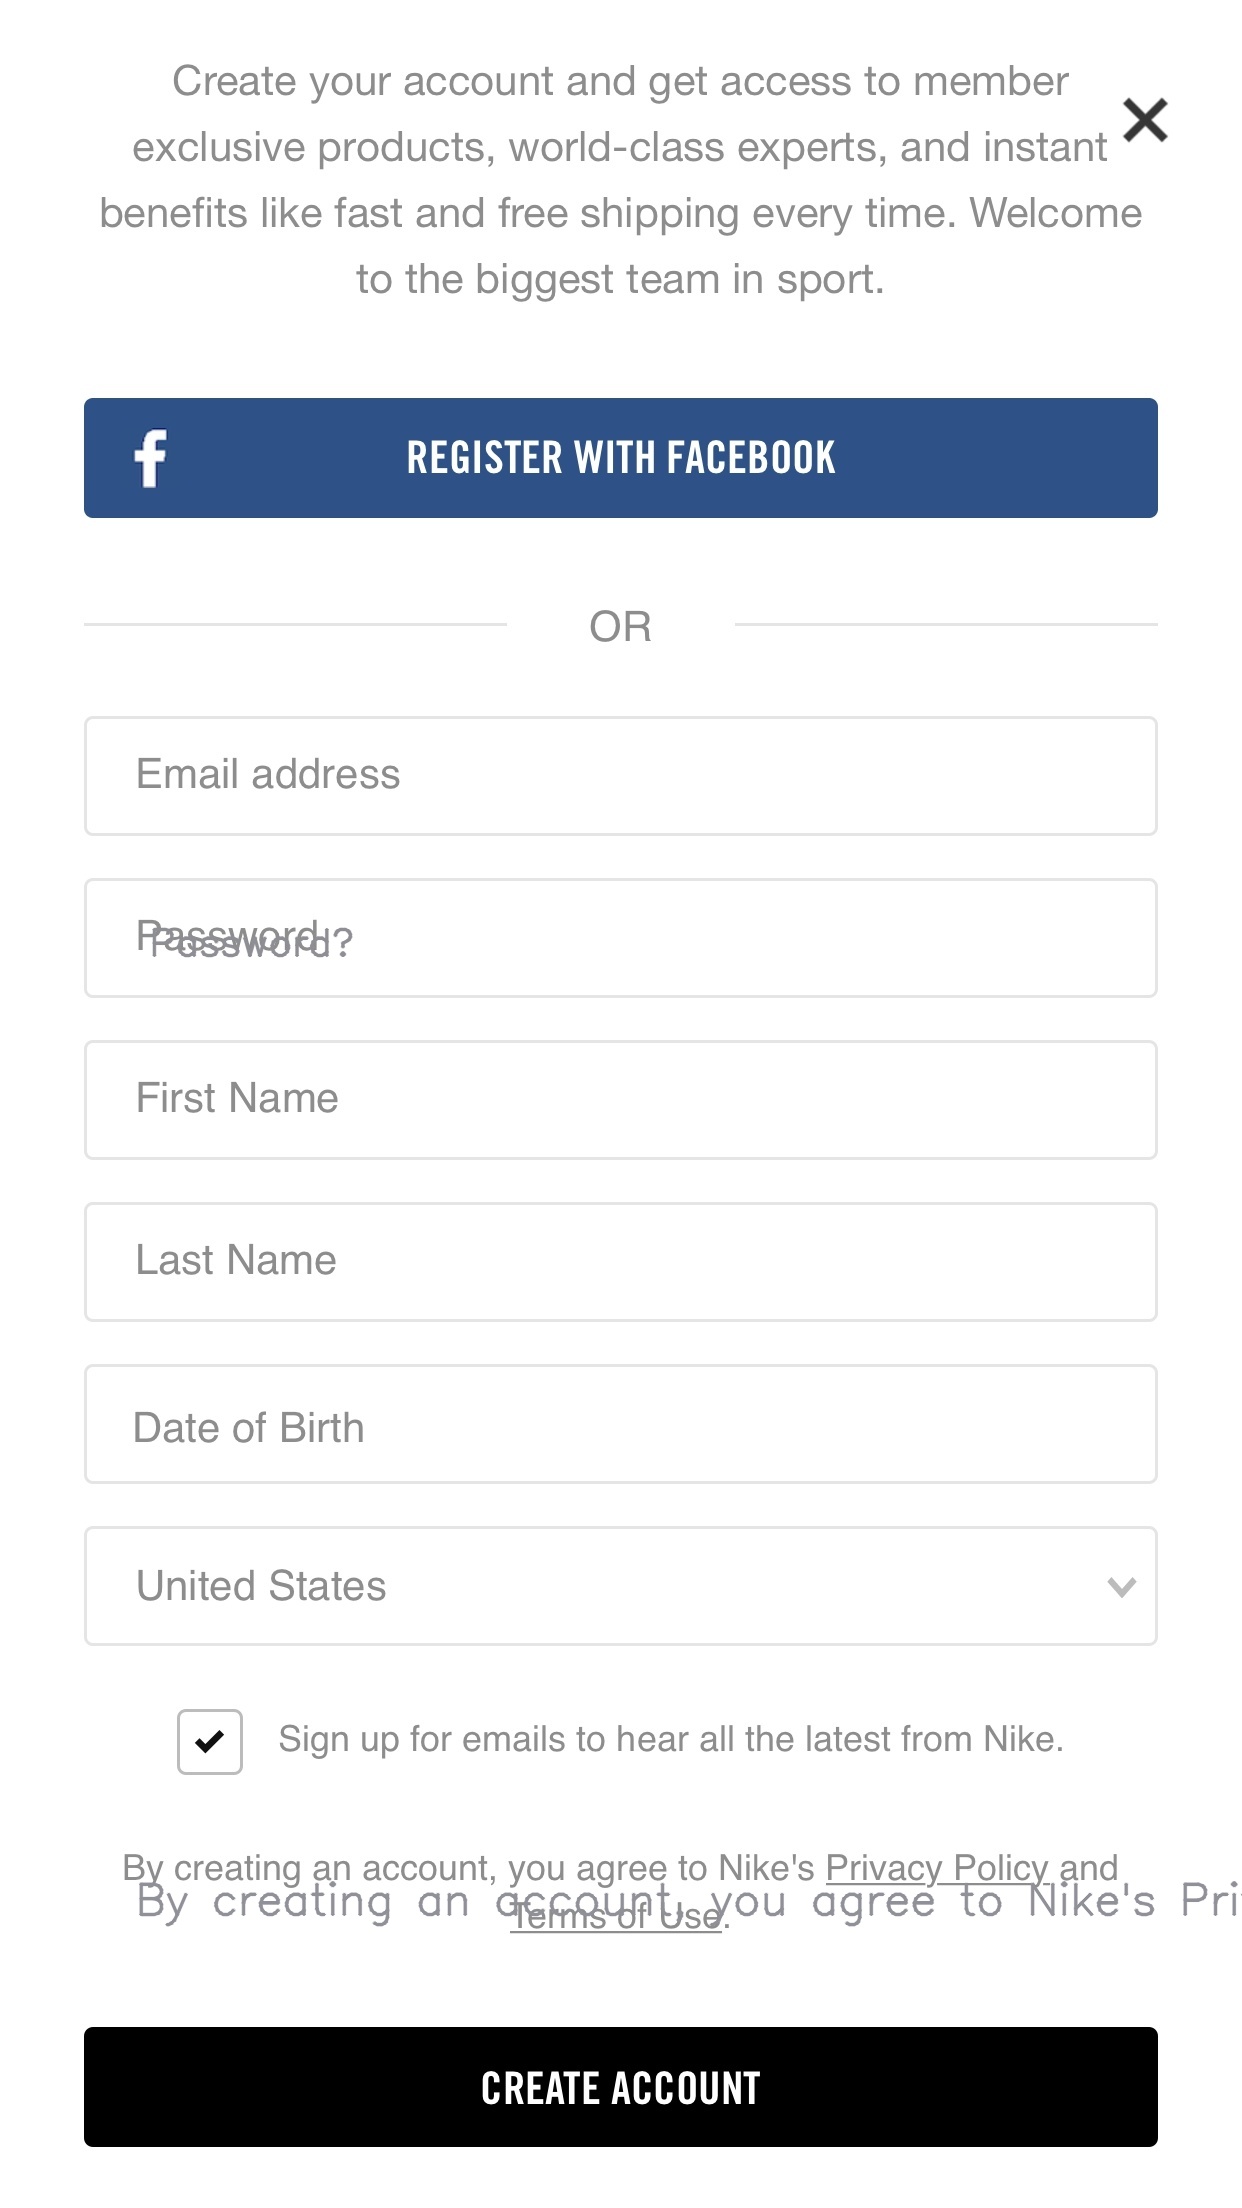 Create your account and get access to member
exclusive products, world-class experts, and instant
benefits like fast and free shipping every time. Welcome
to the biggest team in sport.
f
REGISTER WITH FACEBOOK
OR
Email address
Password
Password?
First Name
Last Name
Date of Birth
United States
Sign up for emails to hear all the latest from Nike.
By creating an account, you agree to Nike's Privacy Policy and
By creating an account, you agree to Nike's Pri
Terms of Use.
CREATE ACCOUNT